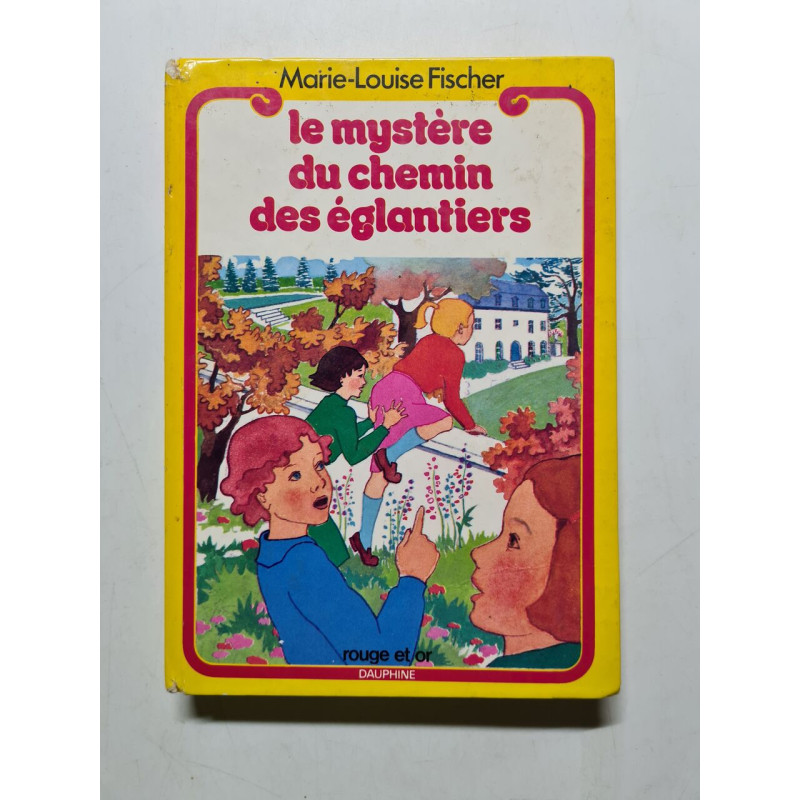 Marie-Louise Fischer
le mystère
du chemin
des églantiers
rouge et or
DAUPHINE